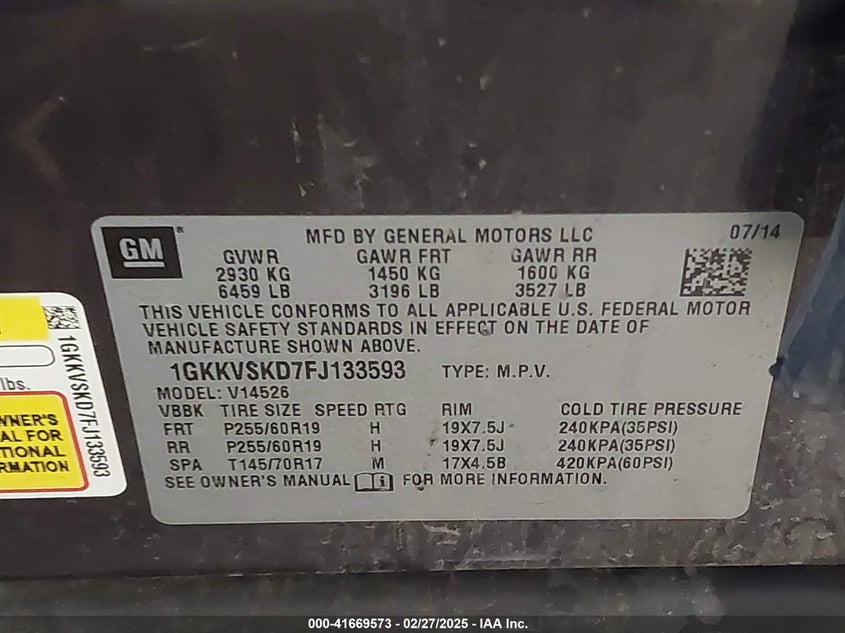 GM®
MFD BY GENERAL MOTORS LLC
07/14
GVWR GAWR FRT GAWR RR
2930 KG 1450 KG 1600 KG
6459 LB 3196 LB 3527 LB
THIS VEHICLE CONFORMS TO ALL APPLICABLE U.S. FEDERAL MOTOR
VEHICLE SAFETY STANDARDS IN EFFECT ON THE DATE OF
MANUFACTURE SHOWN ABOVE.
1GKKVSKD7FJ133593 TYPE: M.P.V.
MODEL: V14526
VBBK TIRE SIZE SPEED RTG RIM COLD TIRE PRESSURE
FRT P255/60R19 H 19X7.5J 240KPA(35PSI)
RR P255/60R19 H 19X7.5J 240KPA(35PSI)
SPA T145/70R17 M 17X4.5B 420KPA(60PSI)
SEE OWNER'S MANUAL i FOR MORE INFORMATION.
1GKKVSKD7FJ133593
lbs.
OWNER'S
FOR
000-41669573 - 02/27/2025 - IAA Inc.